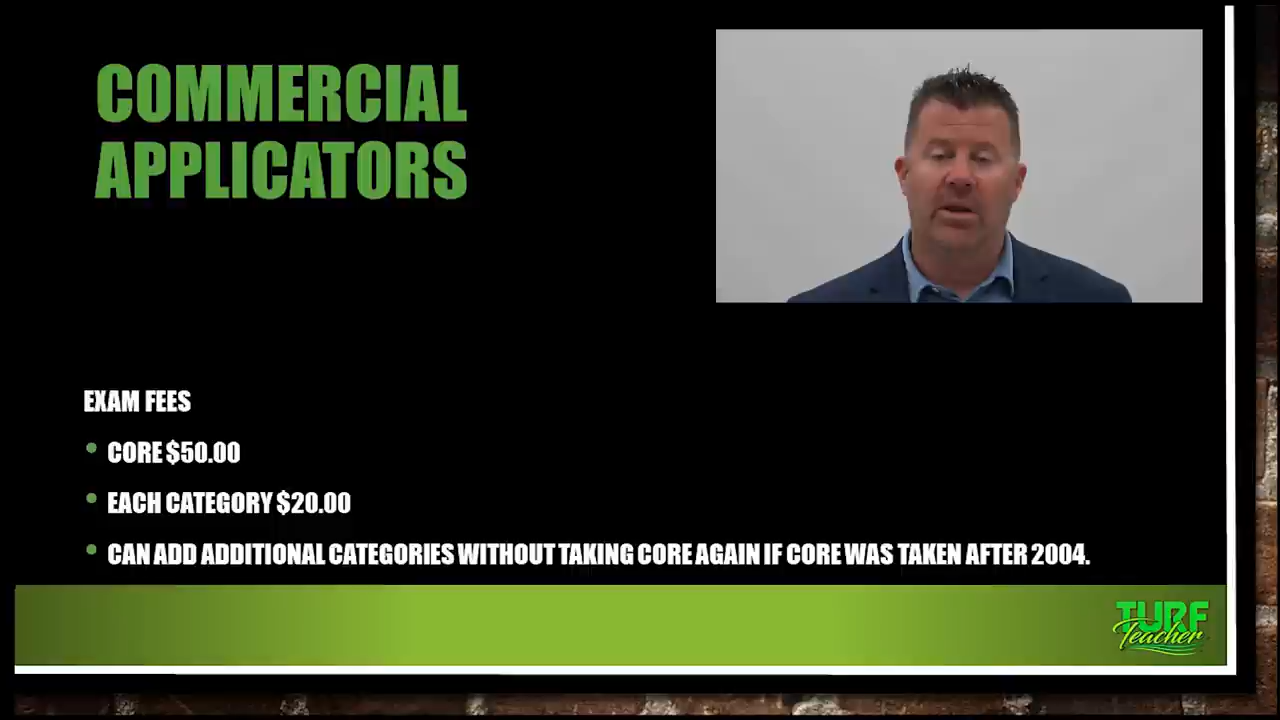 COMMERCIAL
APPLICATORS
EXAM FEES
• CORE $50.00
• EACH CATEGORY $20.00
• CAN ADD ADDITIONAL CATEGORIES WITHOUT TAKING CORE AGAIN IF CORE WAS TAKEN AFTER 2004.
TURF
Teacher